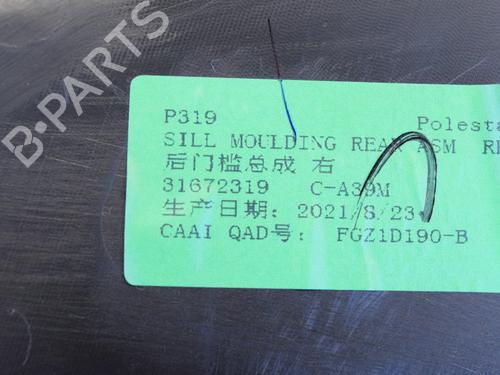 B-PARTS
P319 Polesta
SILL MOULDING REAR ASM RE
后门槛总成 右
31672319 C-A39M
生产日期: 2021/8/23
CAAI QAD号: FGZ1D190-B